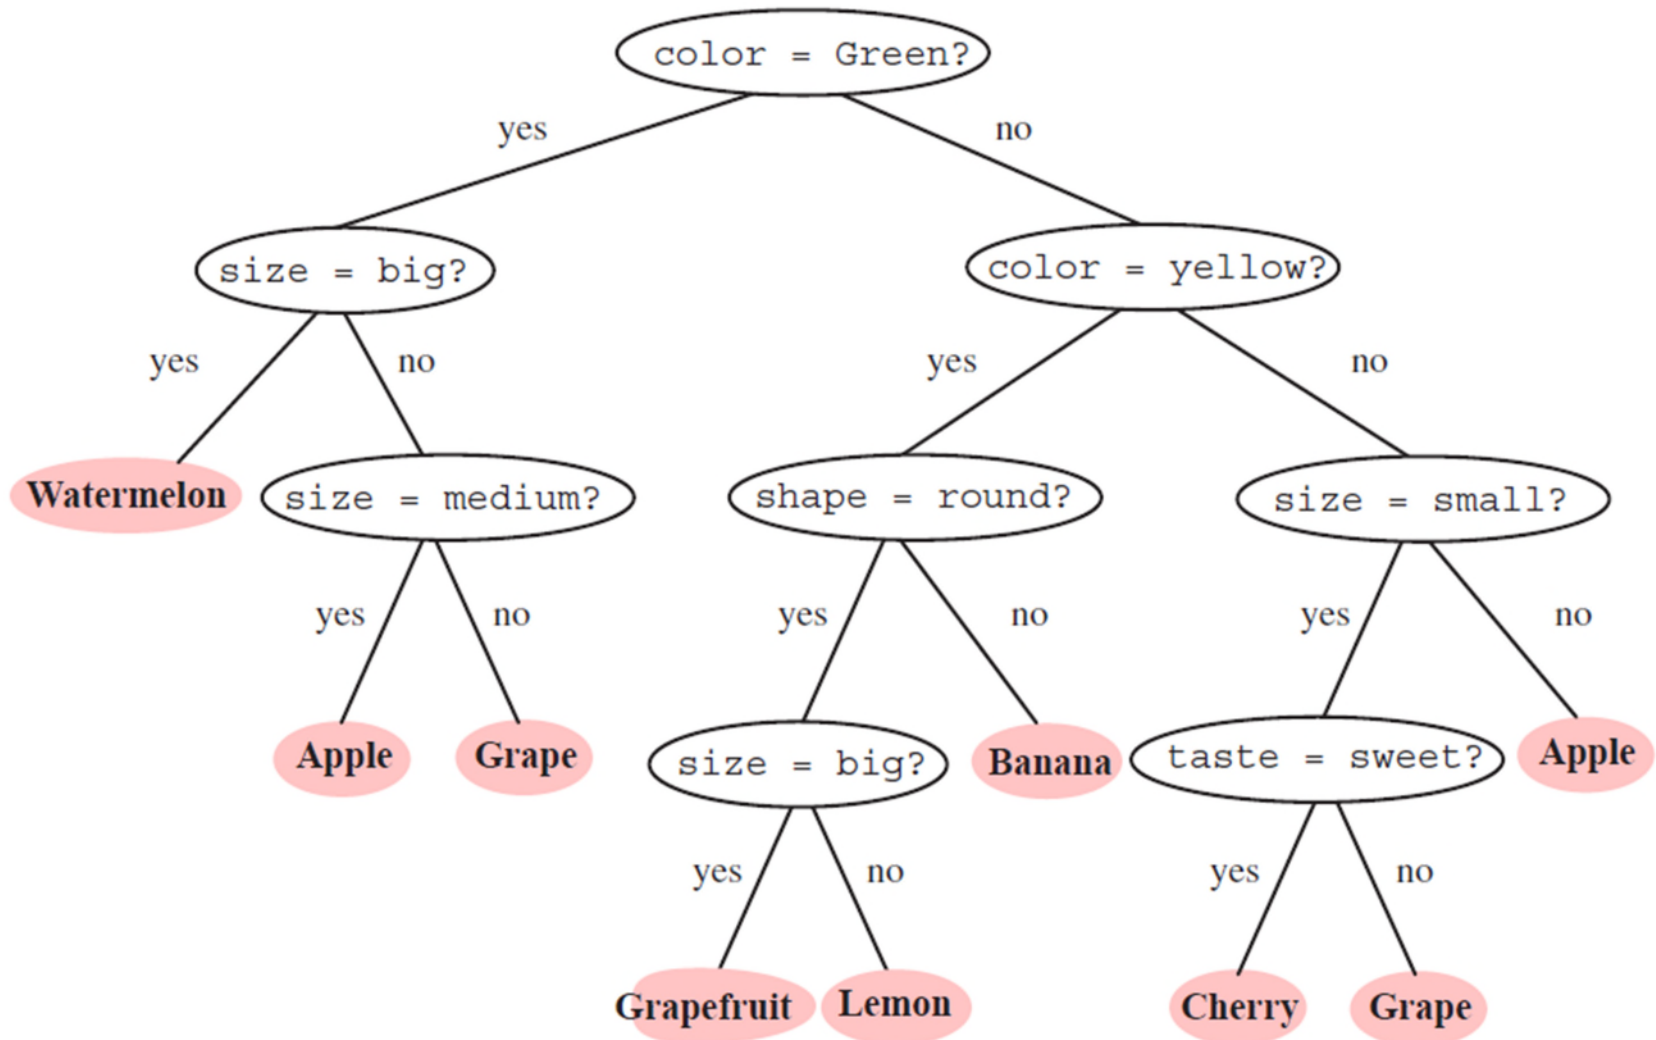 color = Green?
yes
no
size = big?
color = yellow?
yes
no
yes
no
Watermelon
size = medium?
shape = round?
size = small?
yes
no
yes
no
yes
no
Apple
Grape
size = big?
Banana
taste = sweet?
Apple
yes
no
yes
no
Grapefruit
Lemon
Cherry
Grape